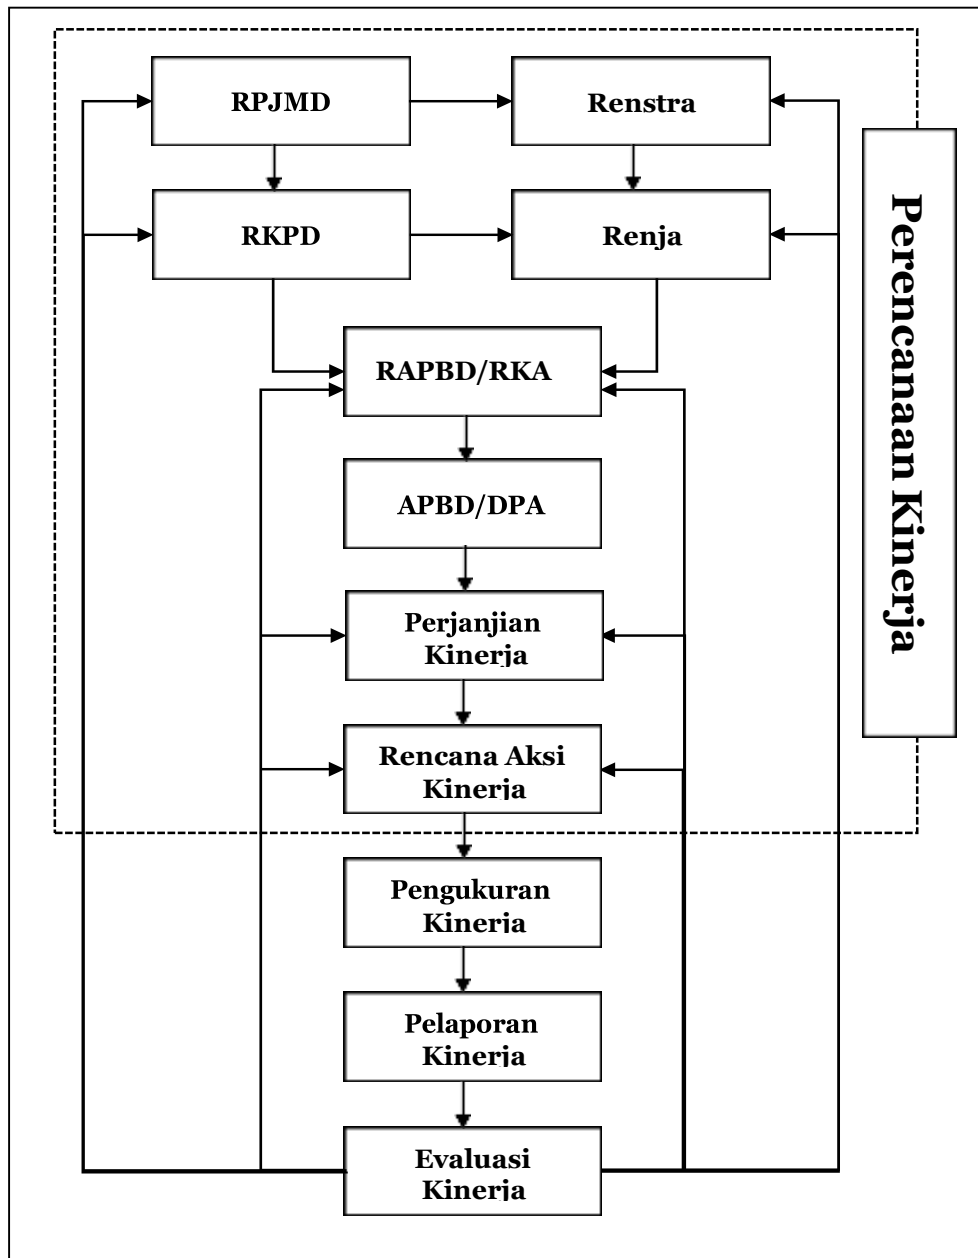 RPJMD
Renstra
RKPD
Renja
RAPBD/RKA
APBD/DPA
Perjanjian
Kinerja
Rencana Aksi
Kinerja
Pengukuran
Kinerja
Pelaporan
Kinerja
Evaluasi
Kinerja
Perencanaan Kinerja